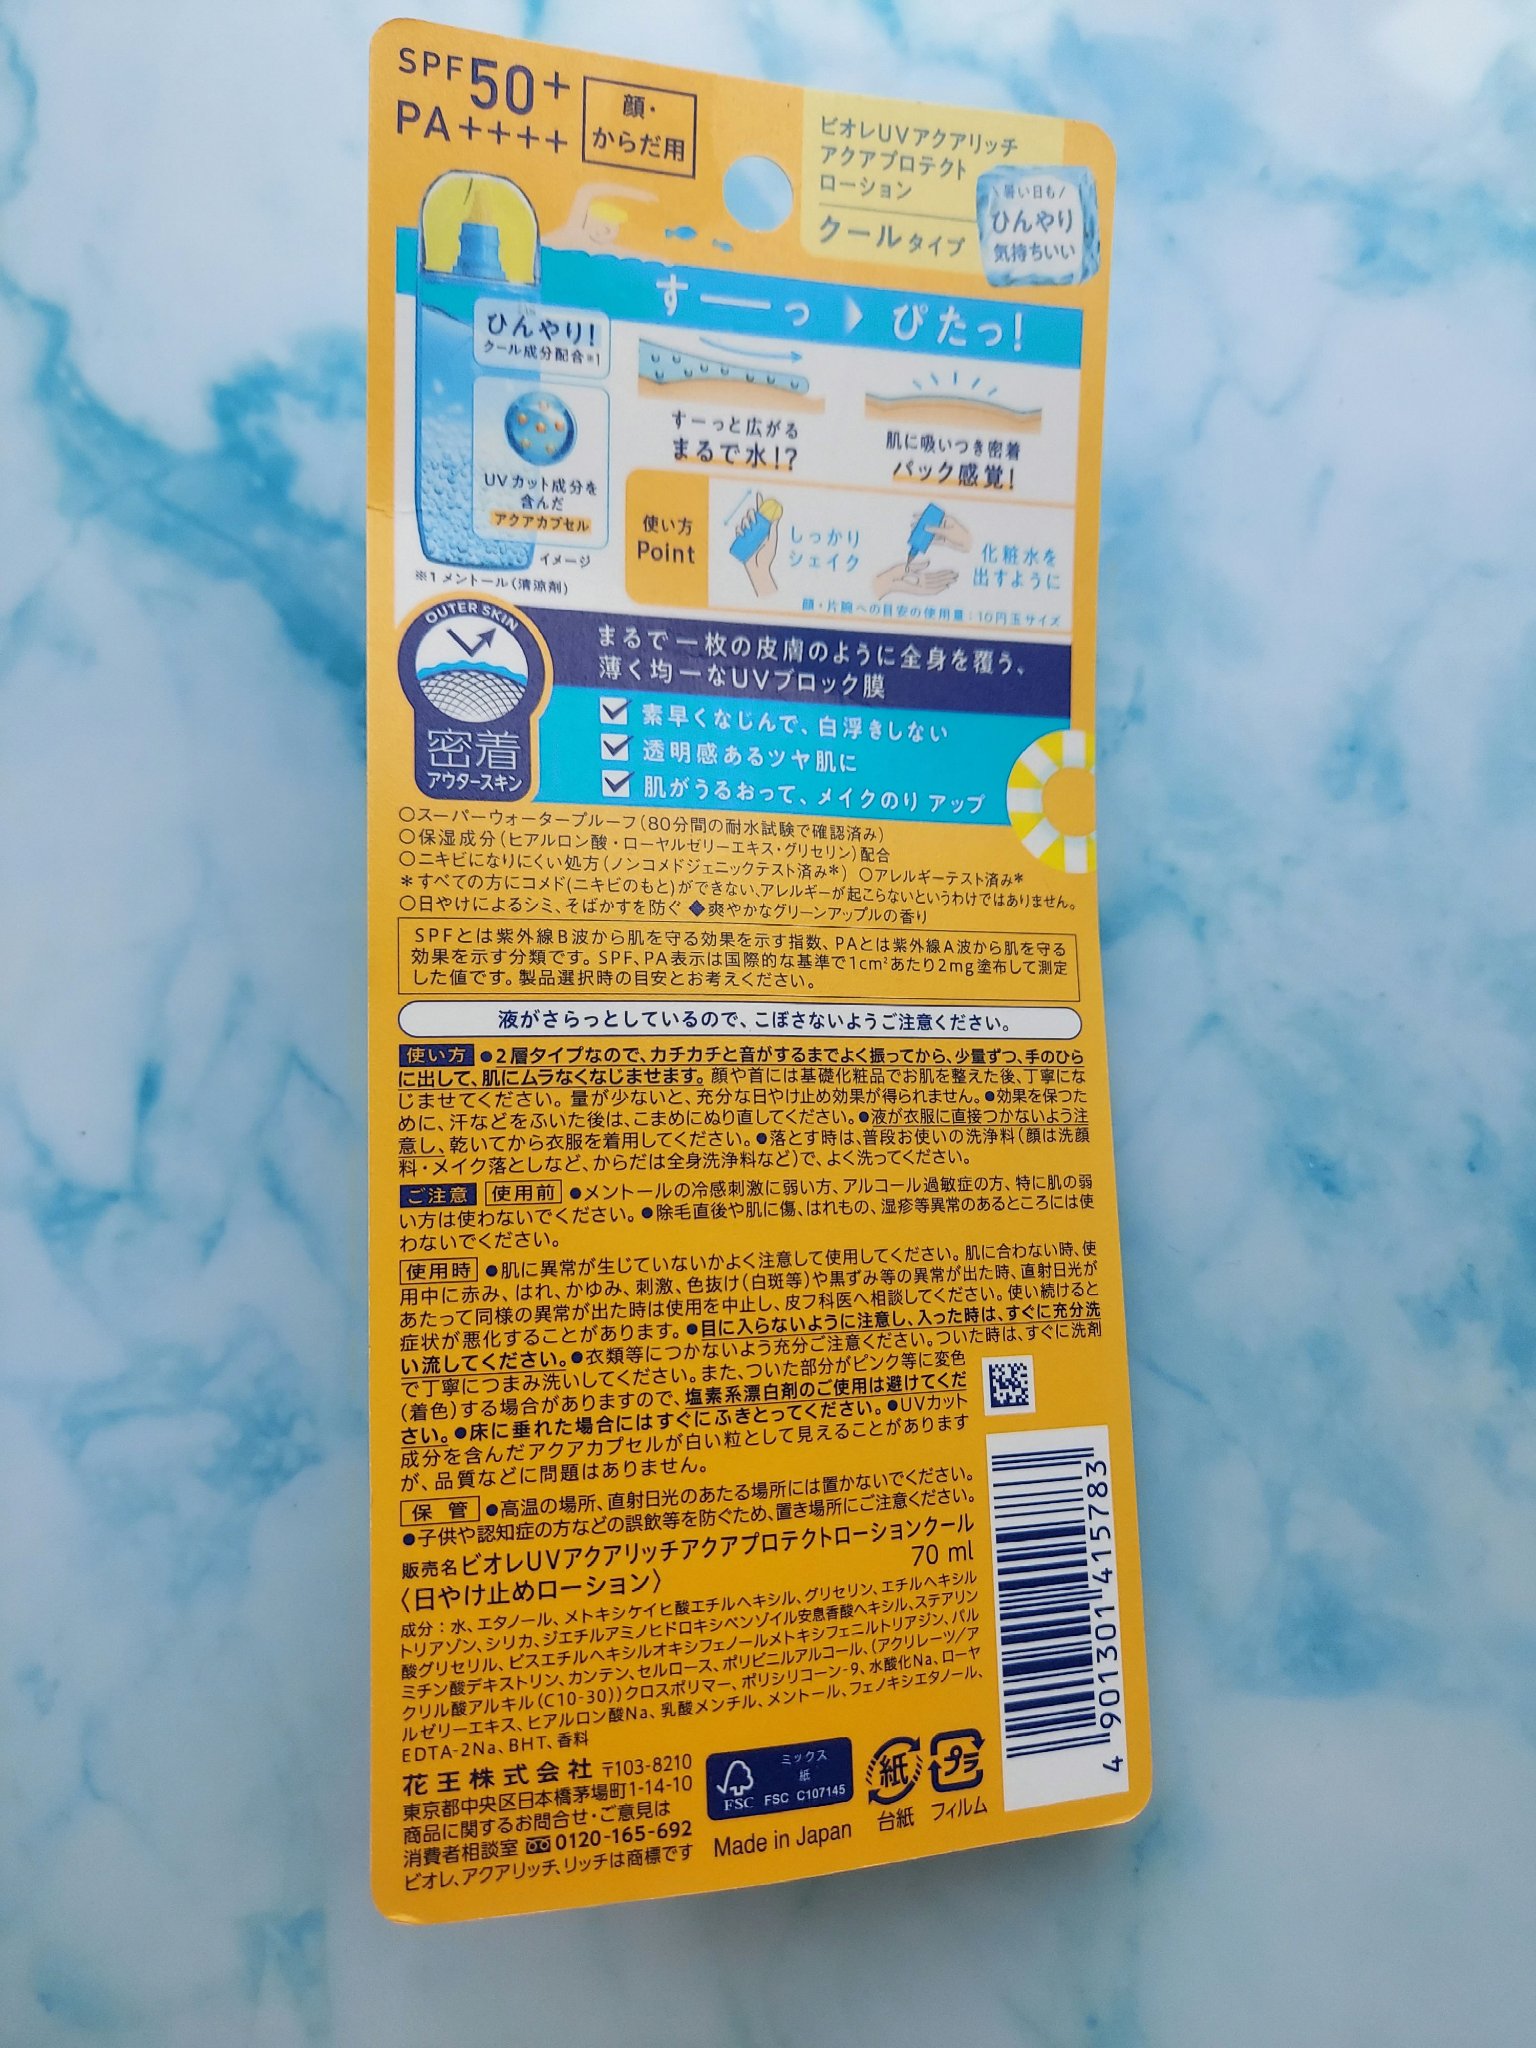 SPF50+
PA++++
顔・
からだ用
ビオレUVアクアリッチ
アクアプロテクト
ローション
クールタイプ
暑い日も/
ひんやり
気持ちいい
すーっ ▶ ぴたっ!
ひんやり!
クール成分配合※1
UVカット成分を
含んだ
アクアカプセル
イメージ
※1 メントール(清涼剤)
すーっと広がる
まるで水!?
肌に吸いつき密着
パック感覚!
使い方
Point
しっかり
シェイク
化粧水を
出すように
顔・片腕への目安の使用量:10円玉サイズ
OUTER SKIN
密着
アウタースキン
まるで一枚の皮膚のように全身を覆う、
薄く均一なUVブロック膜
素早くなじんで、白浮きしない
透明感あるツヤ肌に
肌がうるおって、メイクのりアップ
○スーパーウォータープルーフ(80分間の耐水試験で確認済み)
○保湿成分(ヒアルロン酸・ローヤルゼリーエキス・グリセリン)配合
○ニキビになりにくい処方(ノンコメドジェニックテスト済み*) ○アレルギーテスト済み*
*すべての方にコメド(ニキビのもと)ができない、アレルギーが起こらないというわけではありません。
○日やけによるシミ、そばかすを防ぐ ◆爽やかなグリーンアップルの香り
SPFとは紫外線B波から肌を守る効果を示す指数、PAとは紫外線A波から肌を守る
効果を示す分類です。SPF、PA表示は国際的な基準で1cm²あたり2mg塗布して測定
した値です。製品選択時の目安とお考えください。
液がさらっとしているので、こぼさないようご注意ください。
使い方 ●2層タイプなので、カチカチと音がするまでよく振ってから、少量ずつ、手のひら
に出して、肌にムラなくなじませます。顔や首には基礎化粧品でお肌を整えた後、丁寧にな
じませてください。量が少ないと、充分な日やけ止め効果が得られません。●効果を保つた
めに、汗などをふいた後は、こまめにぬり直してください。●液が衣服に直接つかないよう注
意し、乾いてから衣服を着用してください。●落とす時は、普段お使いの洗浄料(顔は洗顔
料・メイク落としなど、からだは全身洗浄料など)で、よく洗ってください。
ご注意 使用前 ●メントールの冷感刺激に弱い方、アルコール過敏症の方、特に肌の弱
い方は使わないでください。●除毛直後や肌に傷、はれもの、湿疹等異常のあるところには使
わないでください。
使用時 ●肌に異常が生じていないかよく注意して使用してください。肌に合わない時、使
用中に赤み、はれ、かゆみ、刺激、色抜け(白斑等)や黒ずみ等の異常が出た時、直射日光が
あたって同様の異常が出た時は使用を中止し、皮フ科医へ相談してください。使い続けると
症状が悪化することがあります。●目に入らないように注意し、入った時は、すぐに充分洗
い流してください。●衣類等につかないよう充分ご注意ください。ついた時は、すぐに洗剤
で丁寧につまみ洗いしてください。また、ついた部分がピンク等に変色
(着色)する場合がありますので、塩素系漂白剤のご使用は避けてくだ
さい。●床に垂れた場合にはすぐにふきとってください。●UVカット
成分を含んだアクアカプセルが白い粒として見えることがあります
が、品質などに問題はありません。
保管 ●高温の場所、直射日光のあたる場所には置かないでください。
●子供や認知症の方などの誤飲等を防ぐため、置き場所にご注意ください。
販売名 ビオレUVアクアリッチアクアプロテクトローションクール
〈日やけ止めローション〉 70 ml
成分:水、エタノール、メトキシケイヒ酸エチルヘキシル、グリセリン、エチルヘキシル
トリアゾン、シリカ、ジエチルアミノヒドロキシベンゾイル安息香酸ヘキシル、ステアリン
酸グリセリル、ビスエチルヘキシルオキシフェノールメトキシフェニルトリアジン、パル
ミチン酸デキストリン、カンテン、セルロース、ポリビニルアルコール、(アクリレーツ/ア
クリル酸アルキル(C10-30))クロスポリマー、ポリシリコーン-9、水酸化Na、ローヤ
ルゼリーエキス、ヒアルロン酸Na、乳酸メンチル、メントール、フェノキシエタノール、
EDTA-2Na、BHT、香料
花王株式会社 〒103-8210
東京都中央区日本橋茅場町1-14-10
商品に関するお問合せ・ご意見は
消費者相談室 0120-165-692
ビオレ、アクアリッチ、リッチは商標です
FSC
ミックス
紙
FSC C107145
Made in Japan
紙
台紙
プラ
フィルム
4 901301 415783